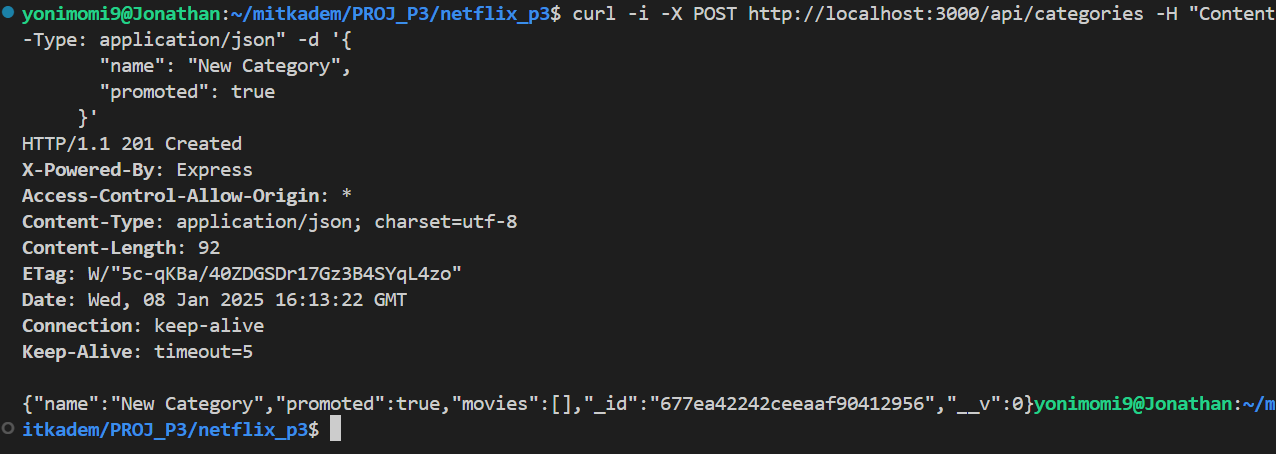 yonimomi9@Jonathan:~/mitkadem/PROJ_P3/netflix_p3$ curl -i -X POST http://localhost:3000/api/categories -H "Content
-Type: application/json" -d '{
       "name": "New Category",
       "promoted": true
     }'
HTTP/1.1 201 Created
X-Powered-By: Express
Access-Control-Allow-Origin: *
Content-Type: application/json; charset=utf-8
Content-Length: 92
ETag: W/"5c-qKBa/40ZDGSDr17Gz3B4SYqL4zo"
Date: Wed, 08 Jan 2025 16:13:22 GMT
Connection: keep-alive
Keep-Alive: timeout=5

{"name":"New Category","promoted":true,"movies":[],"_id":"677ea42242ceeaaf90412956","__v":0}yonimomi9@Jonathan:~/m
itkadem/PROJ_P3/netflix_p3$